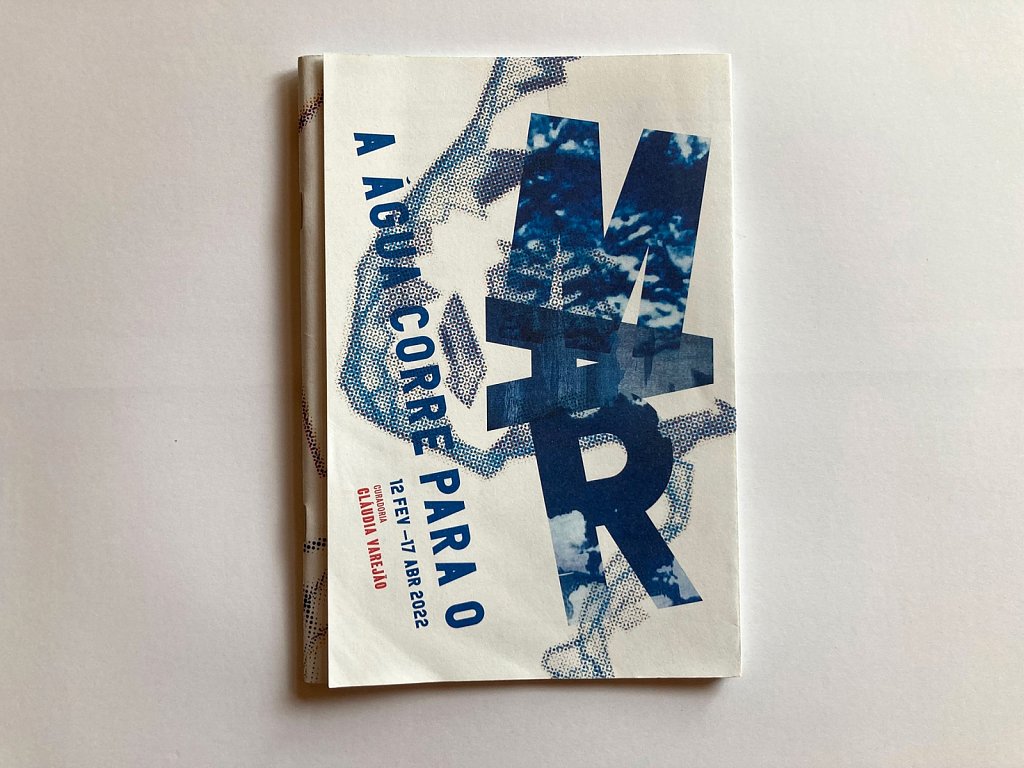 A ÁGUA CORRE PARA O
MAR
12 FEV —17 ABR 2022
CURADORIA
CLÁUDIA VAREJÃO